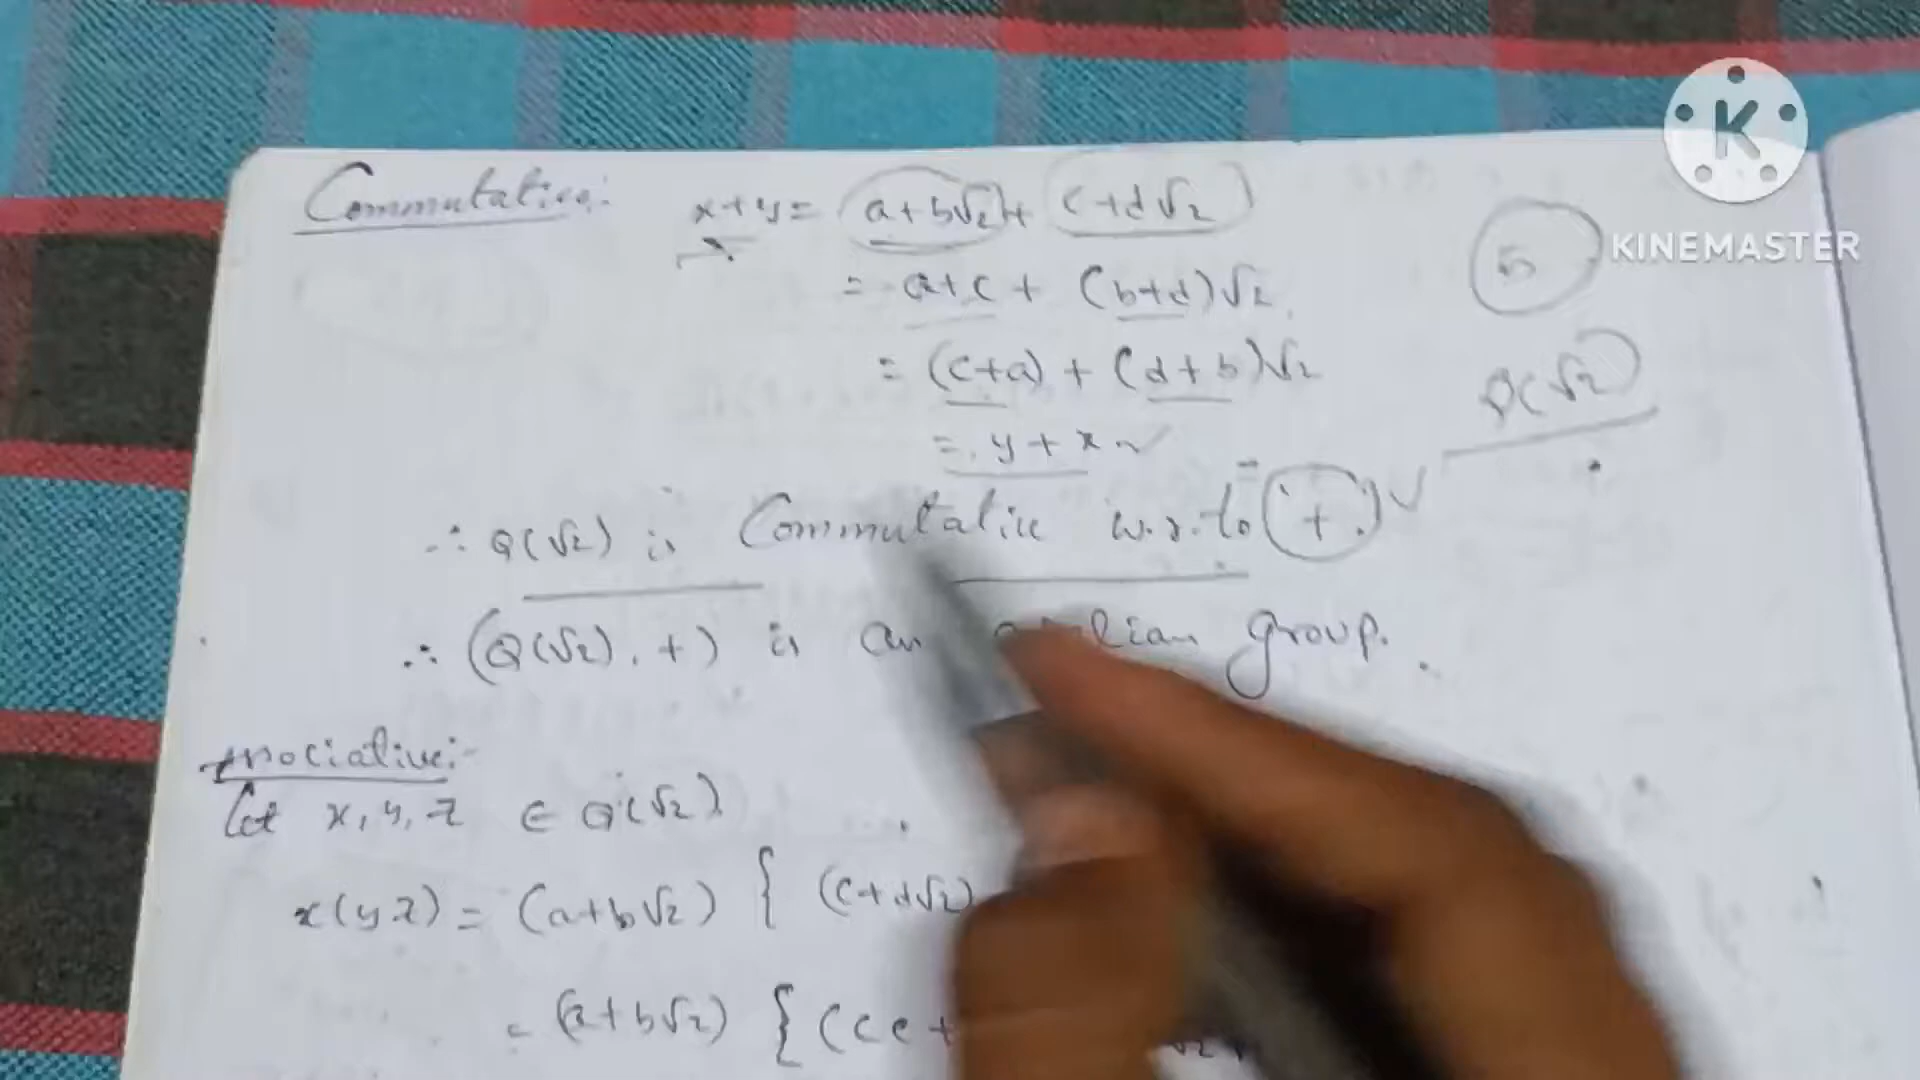 Commutative:
x+y = (a+b√2)+(c+d√2)
= a+c + (b+d)√2
= (c+a) + (d+b)√2
= y + x
∴ Q(√2) is Commutative w.r.to '+'.
∴ (Q(√2), +) is an abelian group.
Associative:-
Let x, y, z ∈ Q(√2)
x(yz) = (a+b√2) { (c+d√2)
= (a+b√2) { (ce +
5
Q(√2)
K
KINEMASTER